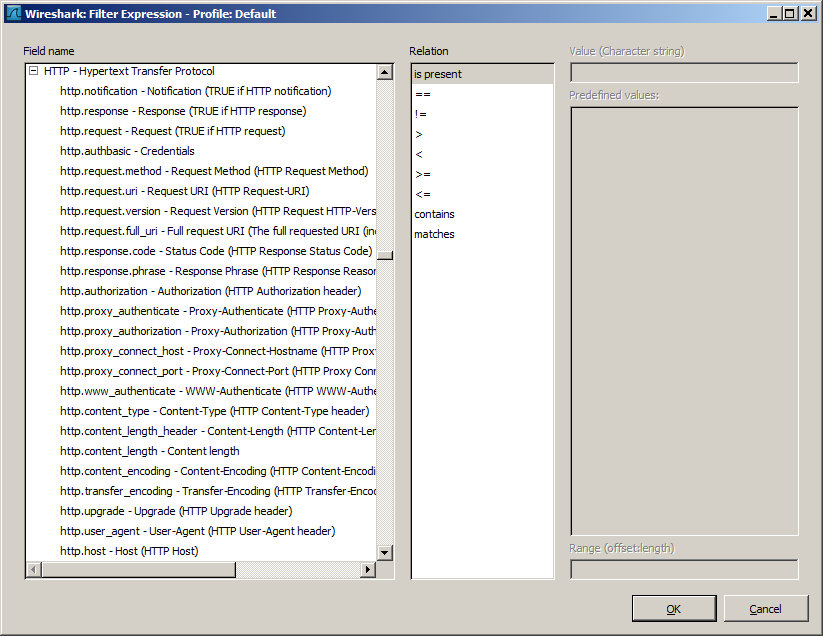 Wireshark: Filter Expression - Profile: Default
Field name
HTTP - Hypertext Transfer Protocol
http.notification - Notification (TRUE if HTTP notification)
http.response - Response (TRUE if HTTP response)
http.request - Request (TRUE if HTTP request)
http.authbasic - Credentials
http.request.method - Request Method (HTTP Request Method)
http.request.uri - Request URI (HTTP Request-URI)
http.request.version - Request Version (HTTP Request HTTP-Vers
http.request.full_uri - Full request URI (The full requested URI (in
http.response.code - Status Code (HTTP Response Status Code)
http.response.phrase - Response Phrase (HTTP Response Reason
http.authorization - Authorization (HTTP Authorization header)
http.proxy_authenticate - Proxy-Authenticate (HTTP Proxy-Authe
http.proxy_authorization - Proxy-Authorization (HTTP Proxy-Auth
http.proxy_connect_host - Proxy-Connect-Hostname (HTTP Prox
http.proxy_connect_port - Proxy-Connect-Port (HTTP Proxy Conn
http.www_authenticate - WWW-Authenticate (HTTP WWW-Authe
http.content_type - Content-Type (HTTP Content-Type header)
http.content_length_header - Content-Length (HTTP Content-Len
http.content_length - Content length
http.content_encoding - Content-Encoding (HTTP Content-Encodi
http.transfer_encoding - Transfer-Encoding (HTTP Transfer-Enco
http.upgrade - Upgrade (HTTP Upgrade header)
http.user_agent - User-Agent (HTTP User-Agent header)
http.host - Host (HTTP Host)
Relation
is present
==
!=
>
<
>=
<=
contains
matches
Value (Character string)
Predefined values:
Range (offset:length)
OK
Cancel